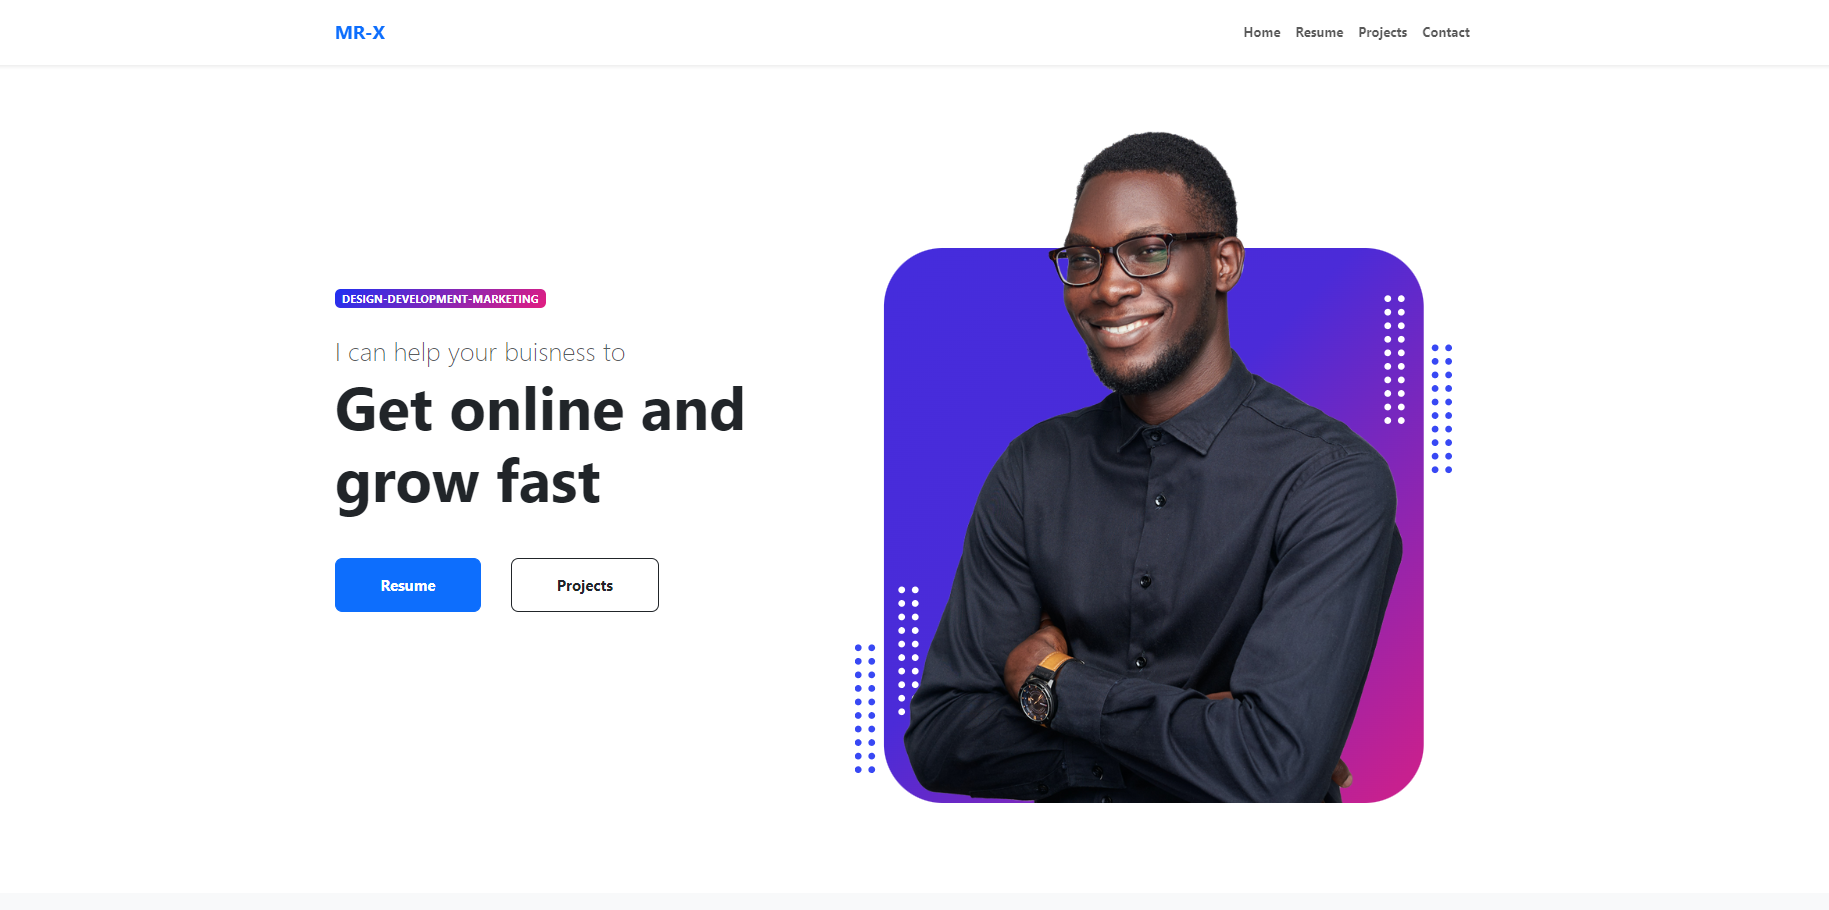 MR-X
Home Resume Projects Contact
DESIGN-DEVELOPMENT-MARKETING
I can help your buisness to
Get online and
grow fast
Resume Projects